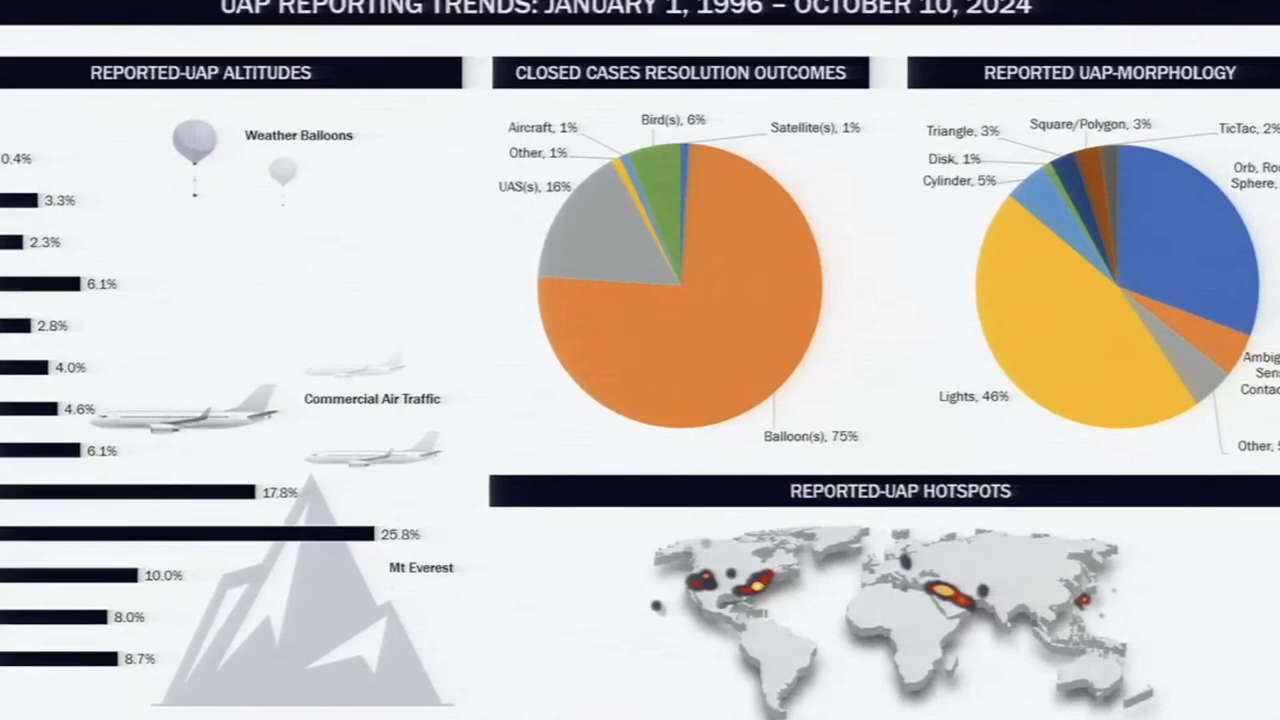 UAP REPORTING TRENDS: JANUARY 1, 1996 – OCTOBER 10, 2024
REPORTED-UAP ALTITUDES
Weather Balloons
0.4%
3.3%
2.3%
6.1%
2.8%
4.0%
4.6%
Commercial Air Traffic
6.1%
17.8%
25.8%
Mt Everest
10.0%
8.0%
8.7%
CLOSED CASES RESOLUTION OUTCOMES
Bird(s), 6%
Aircraft, 1%
Satellite(s), 1%
Other, 1%
UAS(s), 16%
Balloon(s), 75%
REPORTED UAP-MORPHOLOGY
Square/Polygon, 3%
Triangle, 3%
TicTac, 2%
Disk, 1%
Cylinder, 5%
Orb,
Sphere,
Lights, 46%
Other,
REPORTED-UAP HOTSPOTS